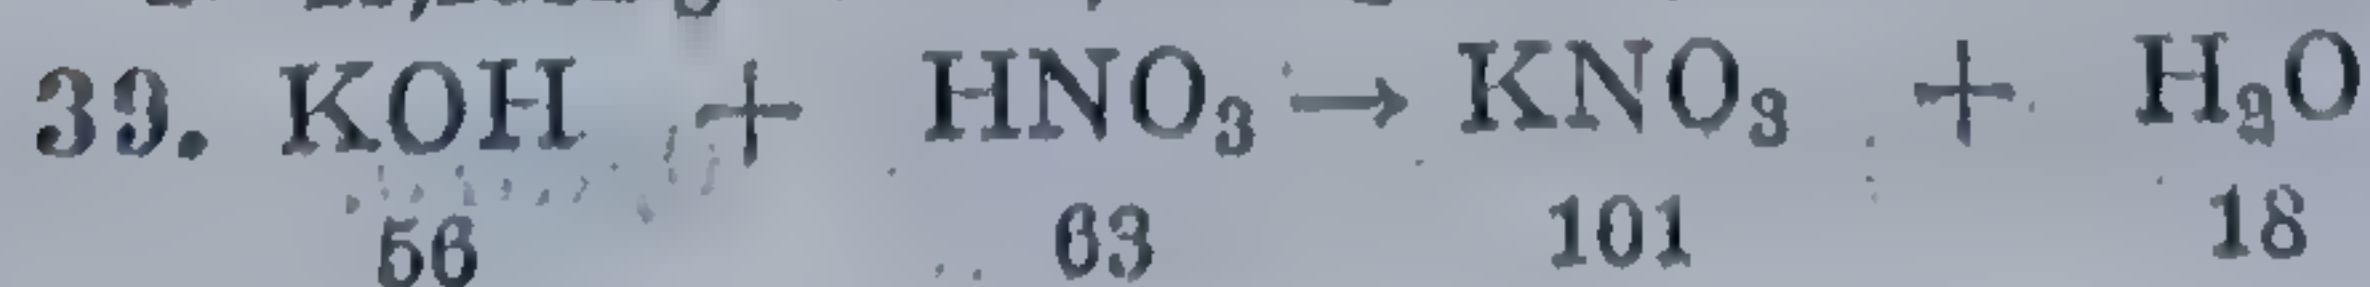 39. KOH + HNO₃ → KNO₃ + H₂O
56 63 101 18